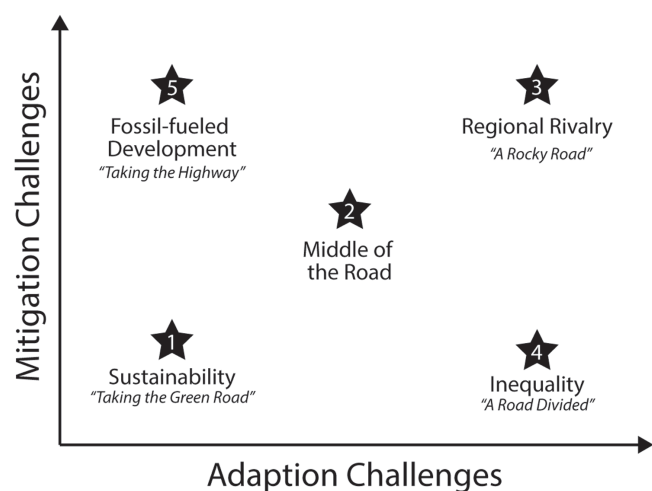 Mitigation Challenges
5
Fossil-fueled
Development
"Taking the Highway"
3
Regional Rivalry
"A Rocky Road"
2
Middle of
the Road
1
Sustainability
"Taking the Green Road"
4
Inequality
"A Road Divided"
Adaption Challenges